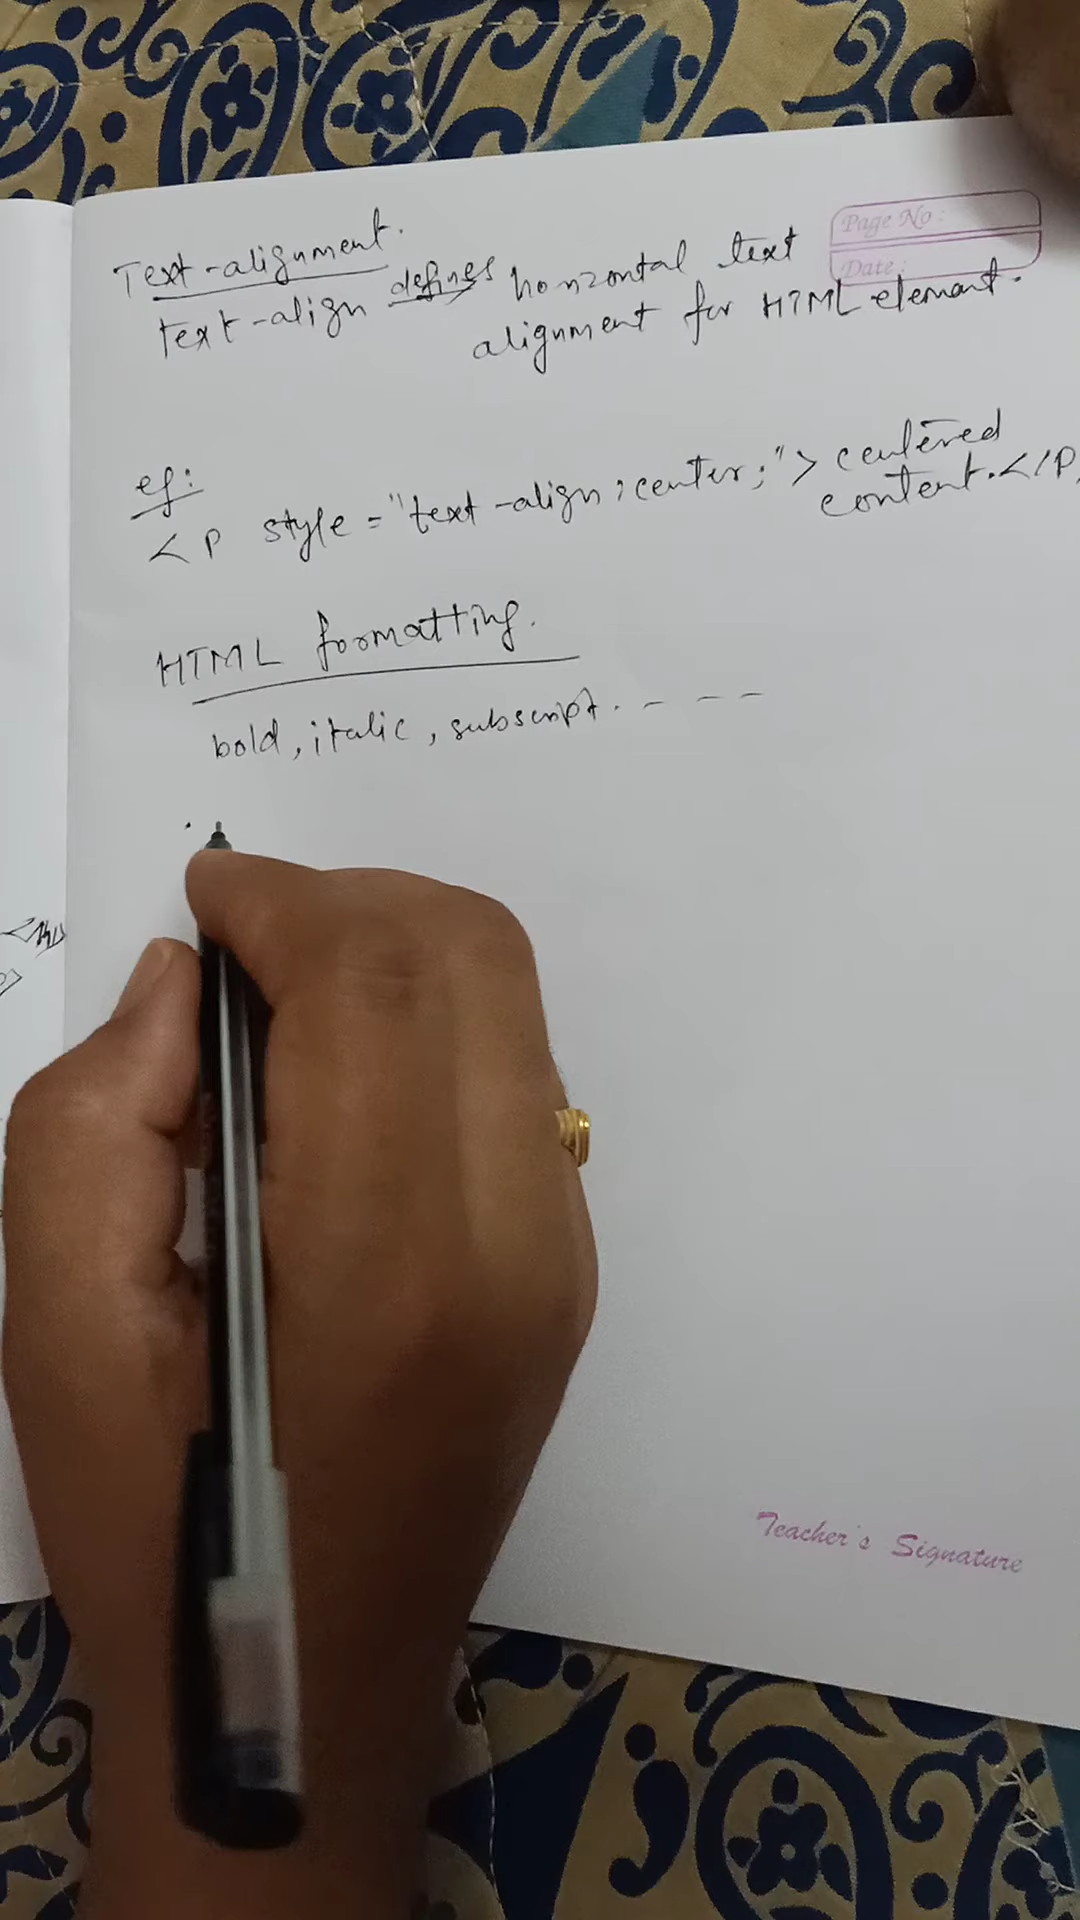 Text-alignment.
Page No:
Date:
text-align defines horizontal text
alignment for HTML element.
eg:
<P style="text-align:center;">centered
content.</P>
HTML formatting.
bold, italic, subscript. - - -
Teacher's Signature